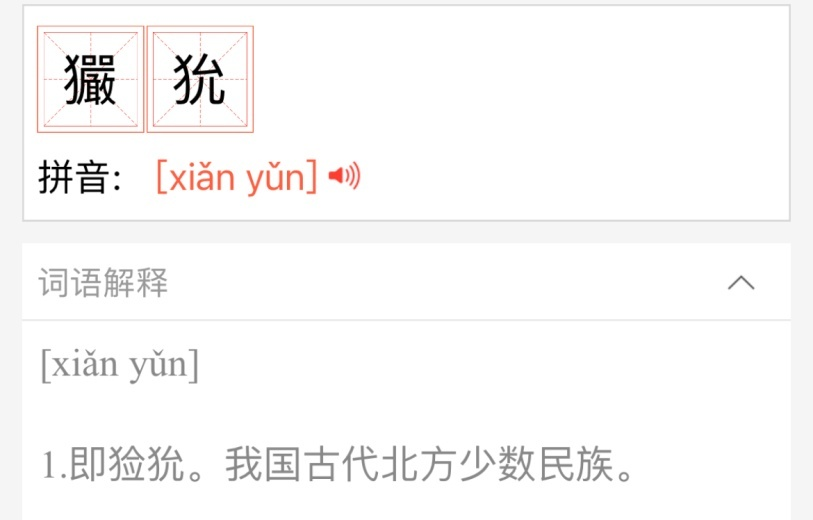 玁狁
拼音: [xiǎn yǔn]
词语解释
[xiǎn yǔn]
1.即猃狁。我国古代北方少数民族。